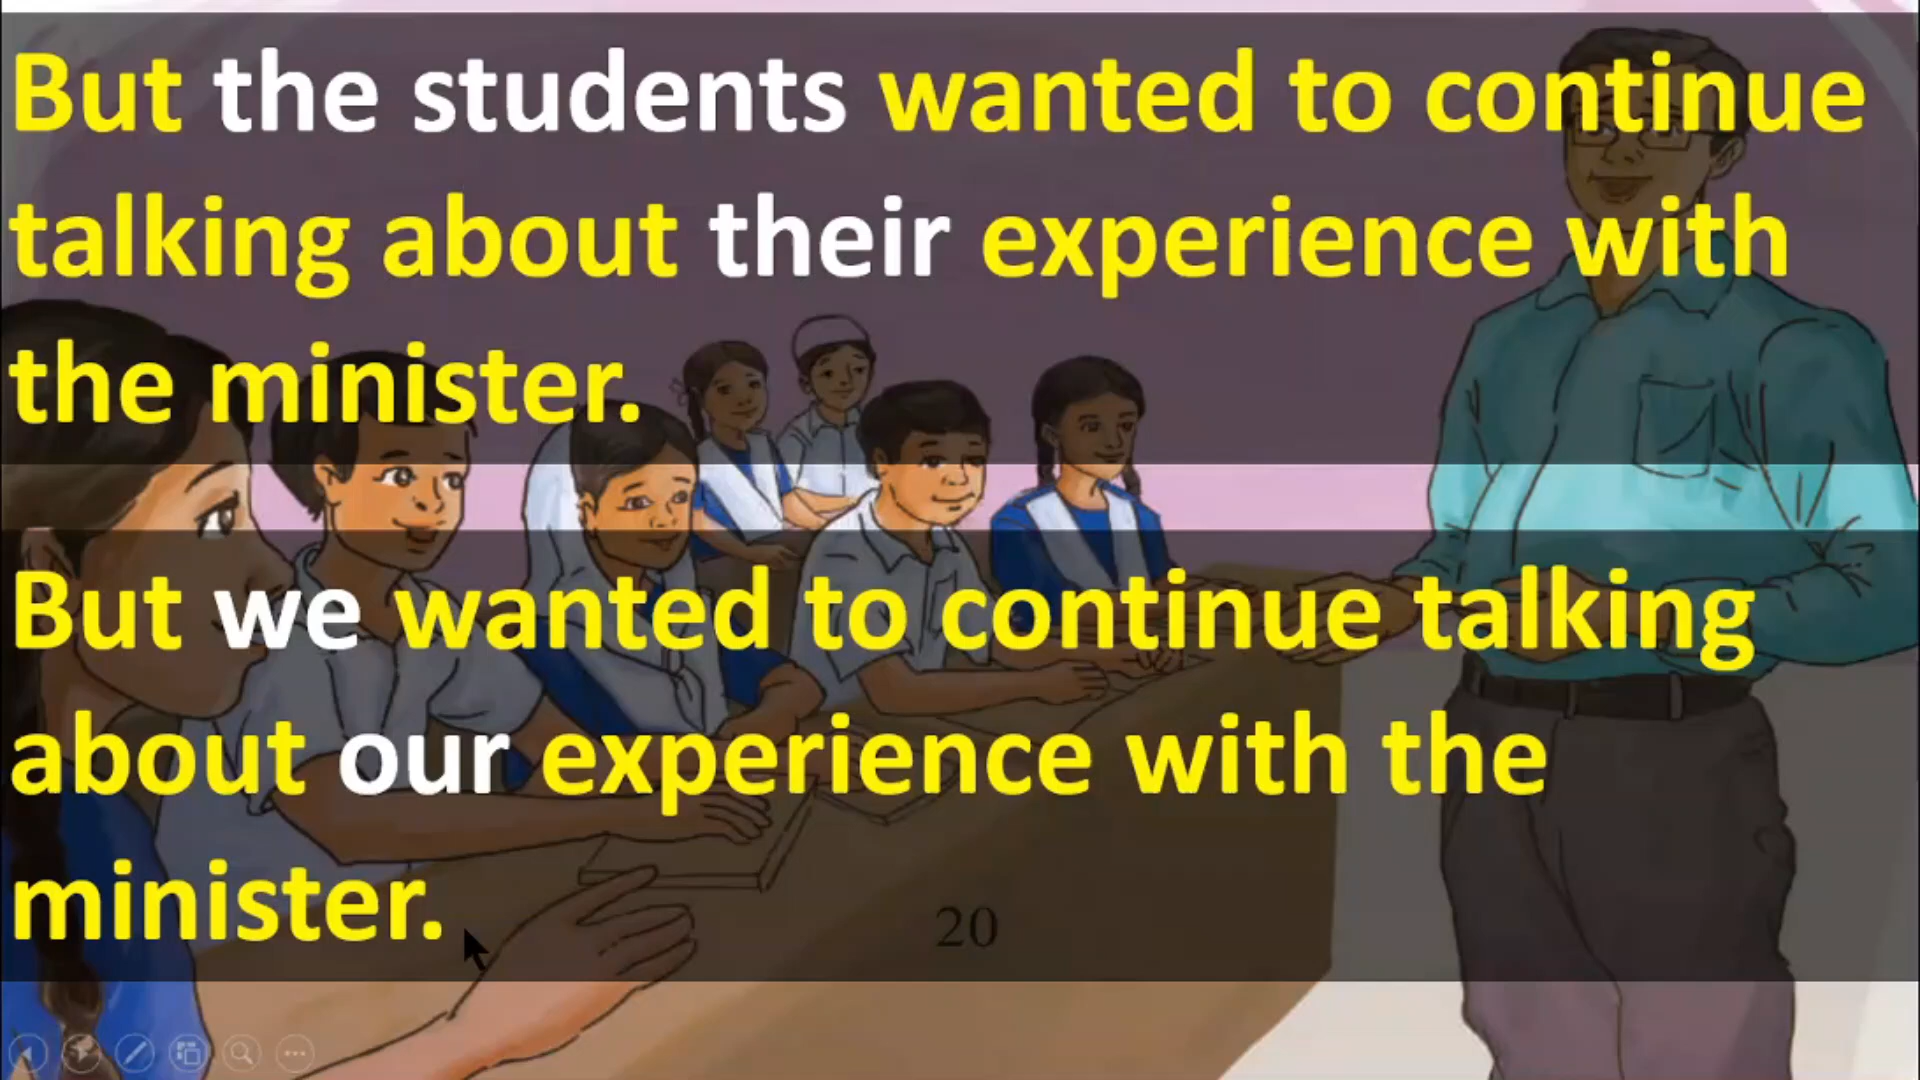 But the students wanted to continue
talking about their experience with
the minister.
But we wanted to continue talking
about our experience with the
minister.
20